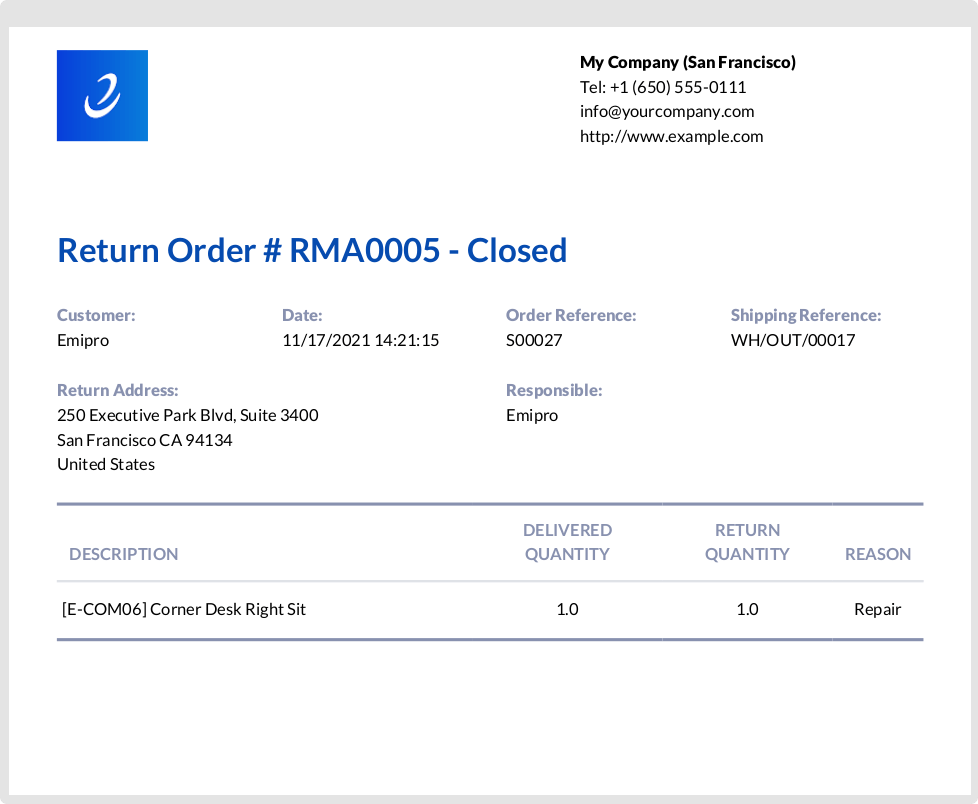 My Company (San Francisco)
Tel: +1 (650) 555-0111
info@yourcompany.com
http://www.example.com
Return Order # RMA0005 - Closed
Customer: Date: Order Reference: Shipping Reference:
Emipro 11/17/2021 14:21:15 S00027 WH/OUT/00017
Return Address: Responsible:
250 Executive Park Blvd, Suite 3400 Emipro
San Francisco CA 94134
United States
DELIVERED RETURN
DESCRIPTION QUANTITY QUANTITY REASON
[E-COM06] Corner Desk Right Sit 1.0 1.0 Repair